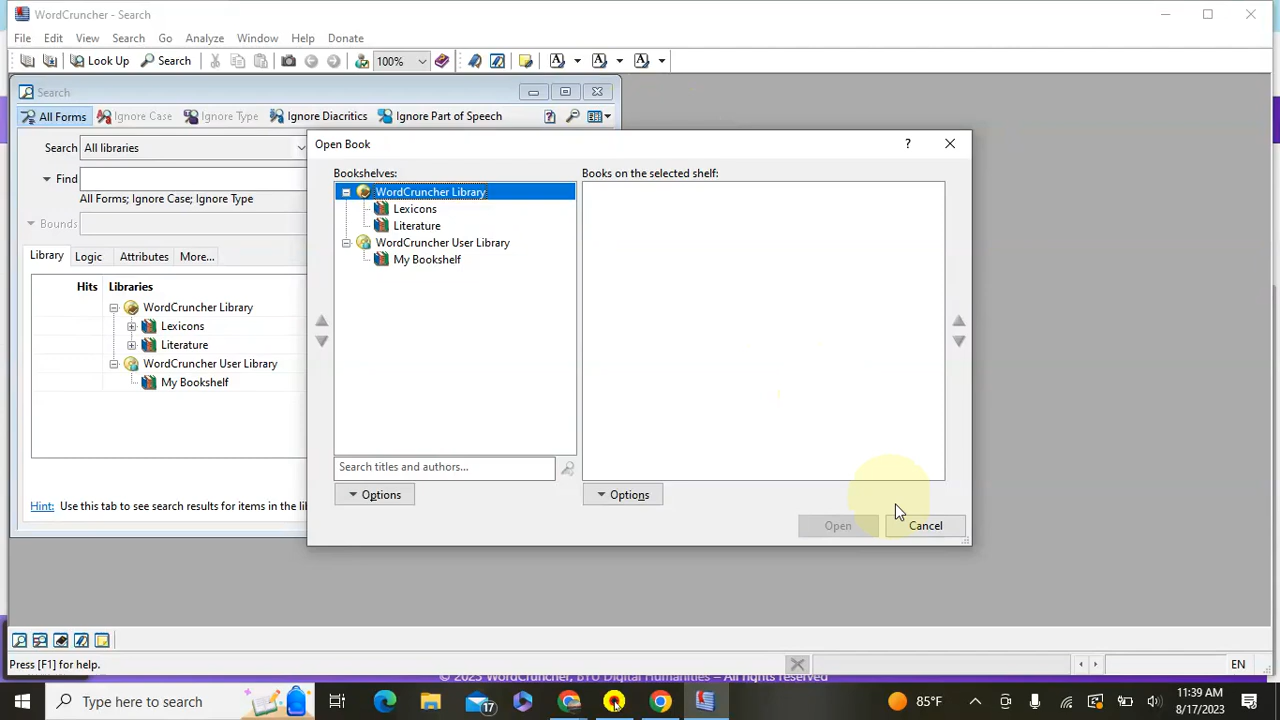 WordCruncher - Search
File Edit View Search Go Analyze Window Help Donate
Look Up Search 100% A A A
Search
All Forms Ignore Case Ignore Type Ignore Diacritics Ignore Part of Speech
Search All libraries
Find
All Forms; Ignore Case; Ignore Type
Bounds
Library Logic Attributes More...
Hits Libraries
WordCruncher Library
Lexicons
Literature
WordCruncher User Library
My Bookshelf
Hint: Use this tab to see search results for items in the lib
Open Book
Bookshelves:
WordCruncher Library
Lexicons
Literature
WordCruncher User Library
My Bookshelf
Search titles and authors...
Options
Books on the selected shelf:
Options
Open Cancel
Press [F1] for help.
EN
© 2023 WordCruncher, BYU Digital Humanities – All rights reserved
Type here to search
17
85°F
11:39 AM
8/17/2023